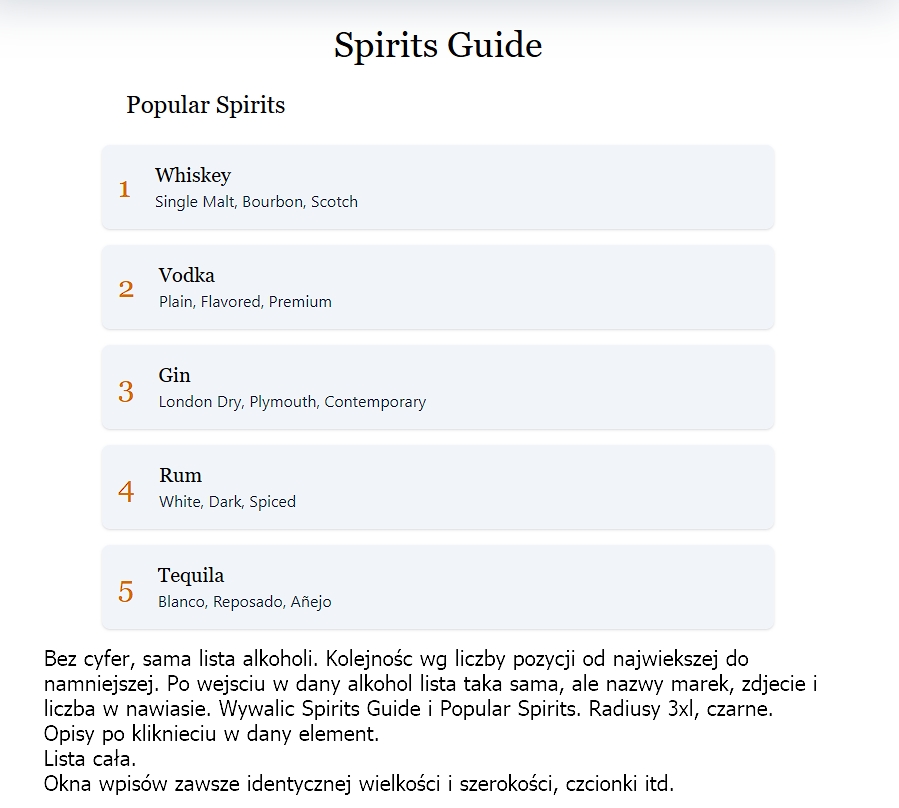 Spirits Guide
Popular Spirits
1
Whiskey
Single Malt, Bourbon, Scotch
2
Vodka
Plain, Flavored, Premium
3
Gin
London Dry, Plymouth, Contemporary
4
Rum
White, Dark, Spiced
5
Tequila
Blanco, Reposado, Añejo
Bez cyfer, sama lista alkoholi. Kolejnośc wg liczby pozycji od najwiekszej do
namniejszej. Po wejsciu w dany alkohol lista taka sama, ale nazwy marek, zdjecie i
liczba w nawiasie. Wywalic Spirits Guide i Popular Spirits. Radiusy 3xl, czarne.
Opisy po kliknieciu w dany element.
Lista cała.
Okna wpisów zawsze identycznej wielkości i szerokości, czcionki itd.